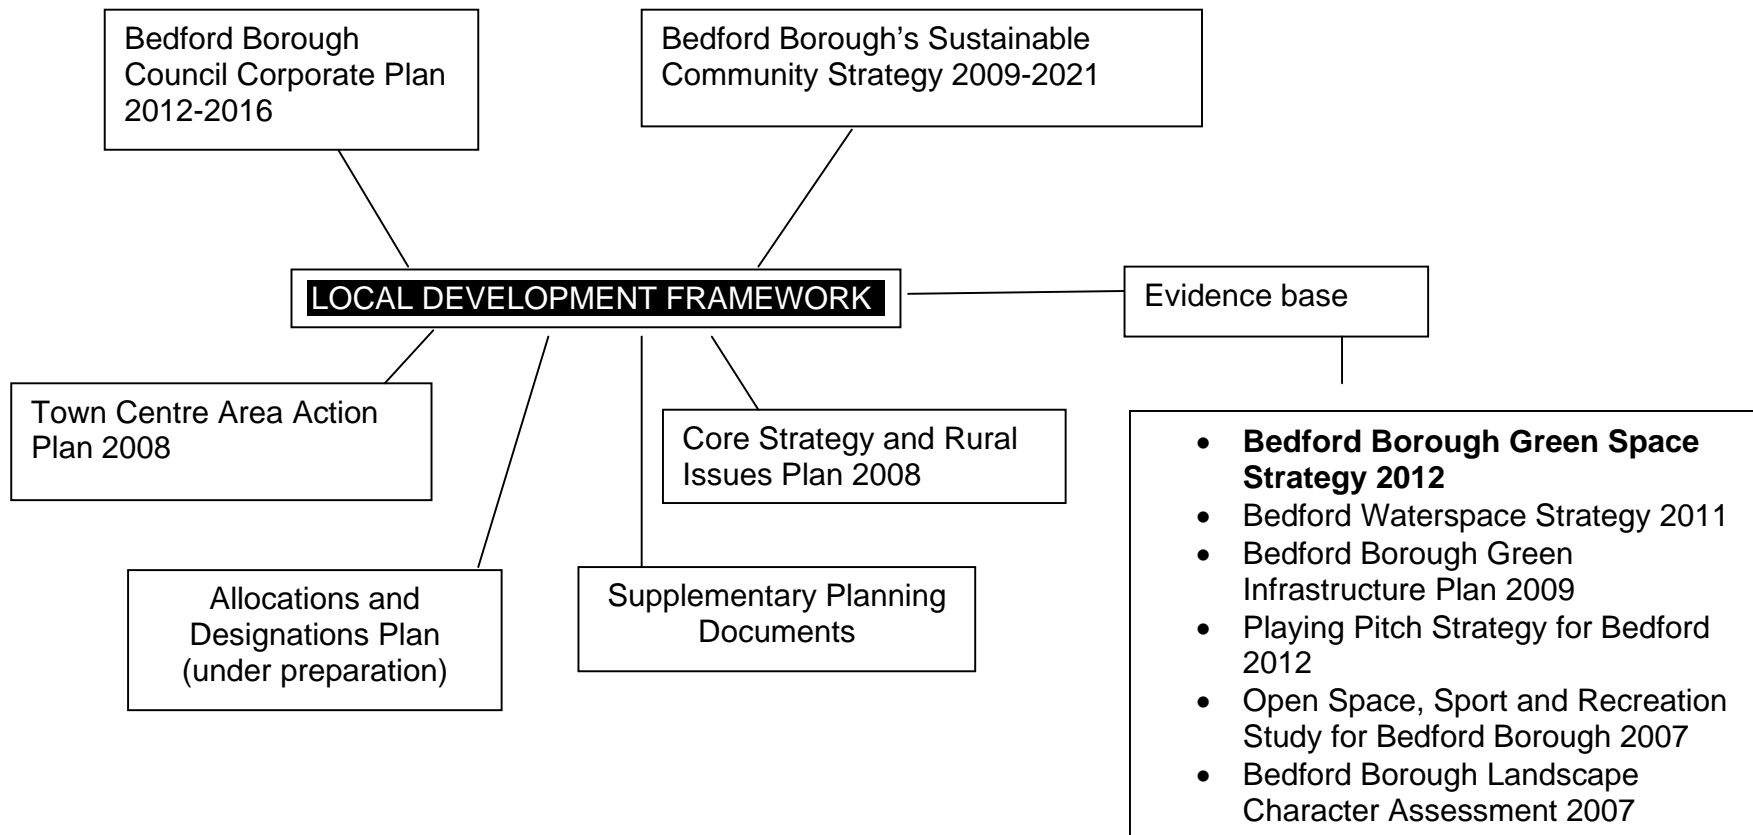 Bedford Borough
Council Corporate Plan
2012-2016
Bedford Borough’s Sustainable
Community Strategy 2009-2021
LOCAL DEVELOPMENT FRAMEWORK
Evidence base
Town Centre Area Action
Plan 2008
Core Strategy and Rural
Issues Plan 2008
Allocations and
Designations Plan
(under preparation)
Supplementary Planning
Documents
• Bedford Borough Green Space
Strategy 2012
• Bedford Waterspace Strategy 2011
• Bedford Borough Green
Infrastructure Plan 2009
• Playing Pitch Strategy for Bedford
2012
• Open Space, Sport and Recreation
Study for Bedford Borough 2007
• Bedford Borough Landscape
Character Assessment 2007